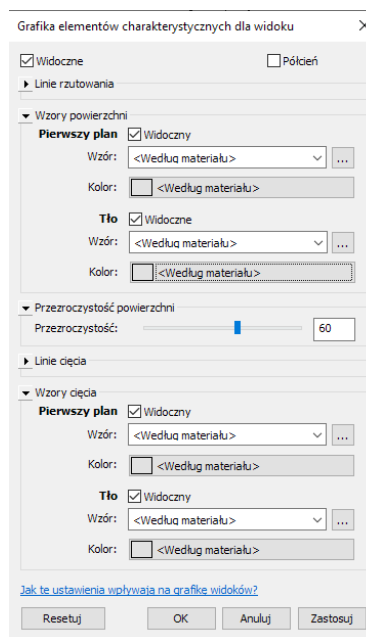 Grafika elementów charakterystycznych dla widoku
Widoczne Półcień
Linie rzutowania
Wzory powierzchni
Pierwszy plan Widoczny
Wzór: <Według materiału> ...
Kolor: <Według materiału>
Tło Widoczne
Wzór: <Według materiału> ...
Kolor: <Według materiału>
Przezroczystość powierzchni
Przezroczystość: 60
Linie cięcia
Wzory cięcia
Pierwszy plan Widoczny
Wzór: <Według materiału> ...
Kolor: <Według materiału>
Tło Widoczny
Wzór: <Według materiału> ...
Kolor: <Według materiału>
Jak te ustawienia wpływają na grafikę widoków?
Resetuj OK Anuluj Zastosuj